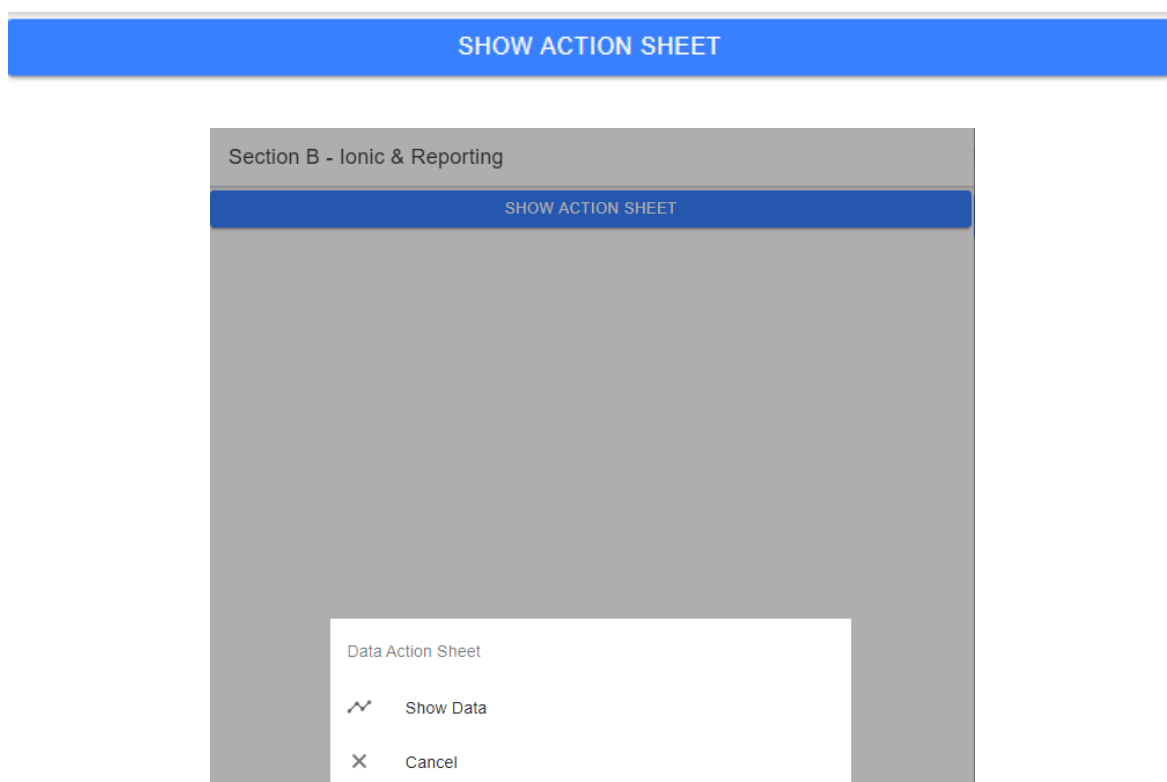 SHOW ACTION SHEET
Section B - Ionic & Reporting
SHOW ACTION SHEET
Data Action Sheet
Show Data
Cancel